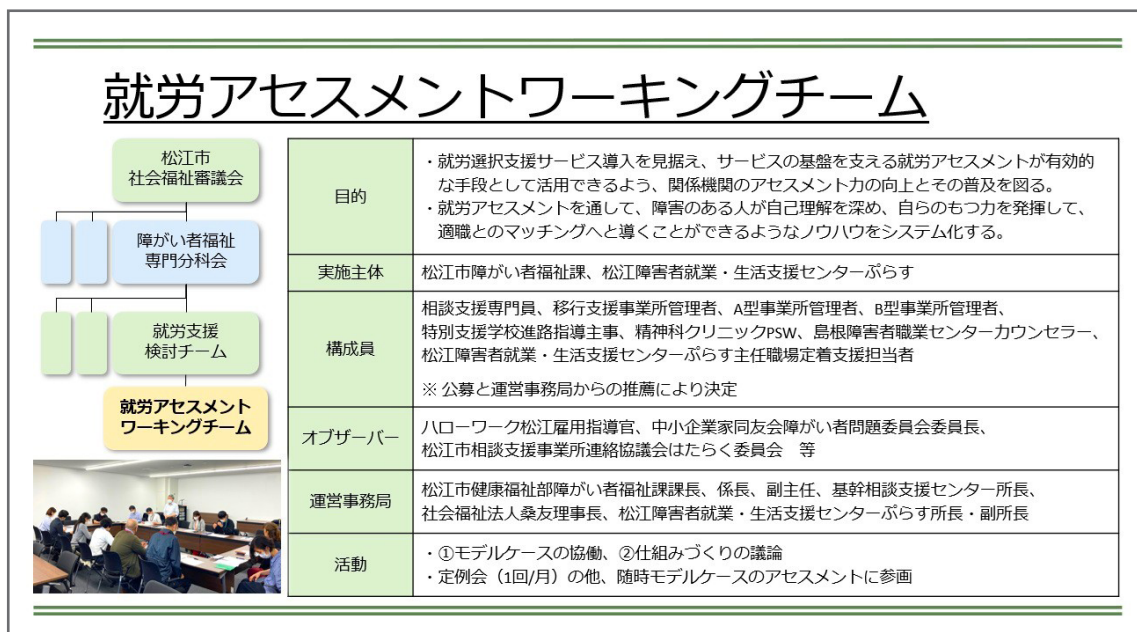 就労アセスメントワーキングチーム
松江市
社会福祉審議会
障がい者福祉
専門分科会
就労支援
検討チーム
就労アセスメント
ワーキングチーム
目的
・就労選択支援サービス導入を見据え、サービスの基盤を支える就労アセスメントが有効的
な手段として活用できるよう、関係機関のアセスメント力の向上とその普及を図る。
・就労アセスメントを通して、障害のある人が自己理解を深め、自らのもつ力を発揮して、
適職とのマッチングへと導くことができるようなノウハウをシステム化する。
実施主体
松江市障がい者福祉課、松江障害者就業・生活支援センターぷらす
構成員
相談支援専門員、移行支援事業所管理者、A型事業所管理者、B型事業所管理者、
特別支援学校進路指導主事、精神科クリニックPSW、島根障害者職業センターカウンセラー、
松江障害者就業・生活支援センターぷらす主任職場定着支援担当者
※ 公募と運営事務局からの推薦により決定
オブザーバー
ハローワーク松江雇用指導官、中小企業家同友会障がい者問題委員会委員長、
松江市相談支援事業所連絡協議会はたらく委員会　等
運営事務局
松江市健康福祉部障がい者福祉課課長、係長、副主任、基幹相談支援センター所長、
社会福祉法人桑友理事長、松江障害者就業・生活支援センターぷらす所長・副所長
活動
・①モデルケースの協働、②仕組みづくりの議論
・定例会（1回/月）の他、随時モデルケースのアセスメントに参画